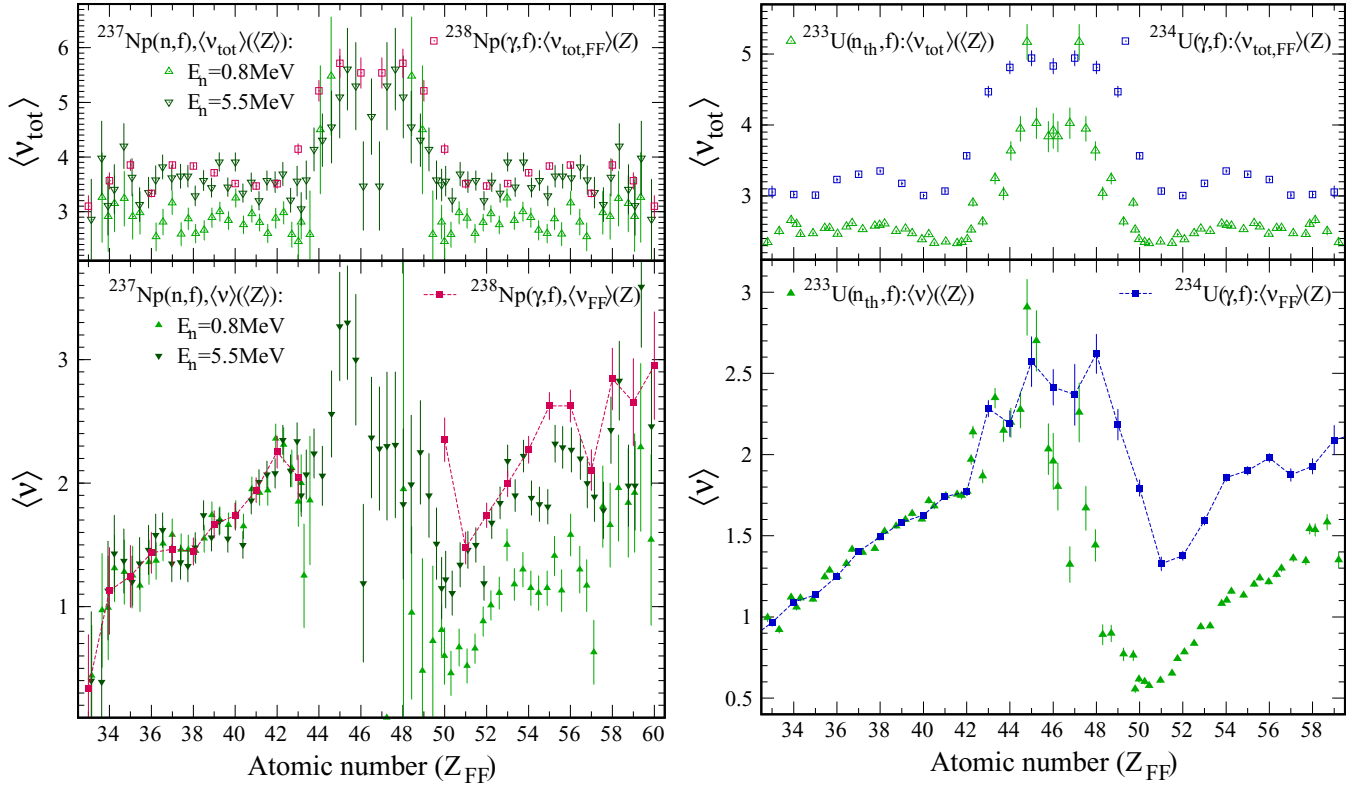 ²³⁷Np(n,f),⟨ν_tot⟩(⟨Z⟩):
E_n=0.8MeV
E_n=5.5MeV
²³⁸Np(γ,f):⟨ν_tot,FF⟩(Z)
⟨ν_tot⟩
6
5
4
3
²³⁷Np(n,f),⟨ν⟩(⟨Z⟩):
E_n=0.8MeV
E_n=5.5MeV
²³⁸Np(γ,f),⟨ν_FF⟩(Z)
⟨ν⟩
3
2
1
34 36 38 40 42 44 46 48 50 52 54 56 58 60
Atomic number (Z_FF)
²³³U(n_th,f):⟨ν_tot⟩(⟨Z⟩)
²³⁴U(γ,f):⟨ν_tot,FF⟩(Z)
⟨ν_tot⟩
5
4
3
²³³U(n_th,f):⟨ν⟩(⟨Z⟩)
²³⁴U(γ,f):⟨ν_FF⟩(Z)
⟨ν⟩
3
2.5
2
1.5
1
0.5
34 36 38 40 42 44 46 48 50 52 54 56 58
Atomic number (Z_FF)